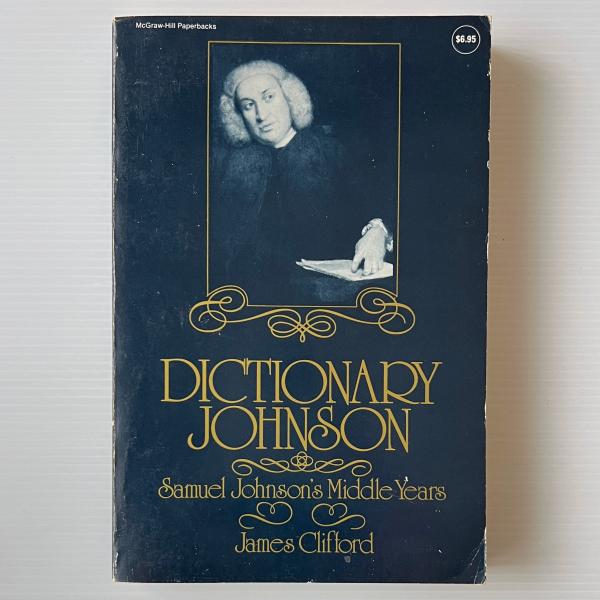 McGraw-Hill Paperbacks
$6.95
DICTIONARY
JOHNSON
Samuel Johnson's Middle Years
James Clifford